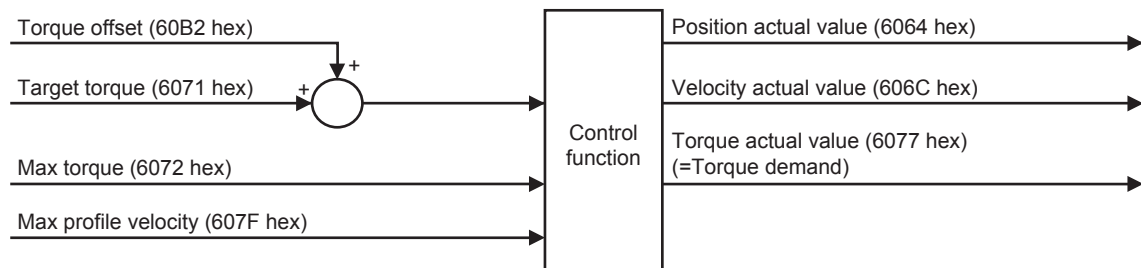 Torque offset (60B2 hex)
+
Target torque (6071 hex)
+
Max torque (6072 hex)
Max profile velocity (607F hex)
Control
function
Position actual value (6064 hex)
Velocity actual value (606C hex)
Torque actual value (6077 hex)
(=Torque demand)